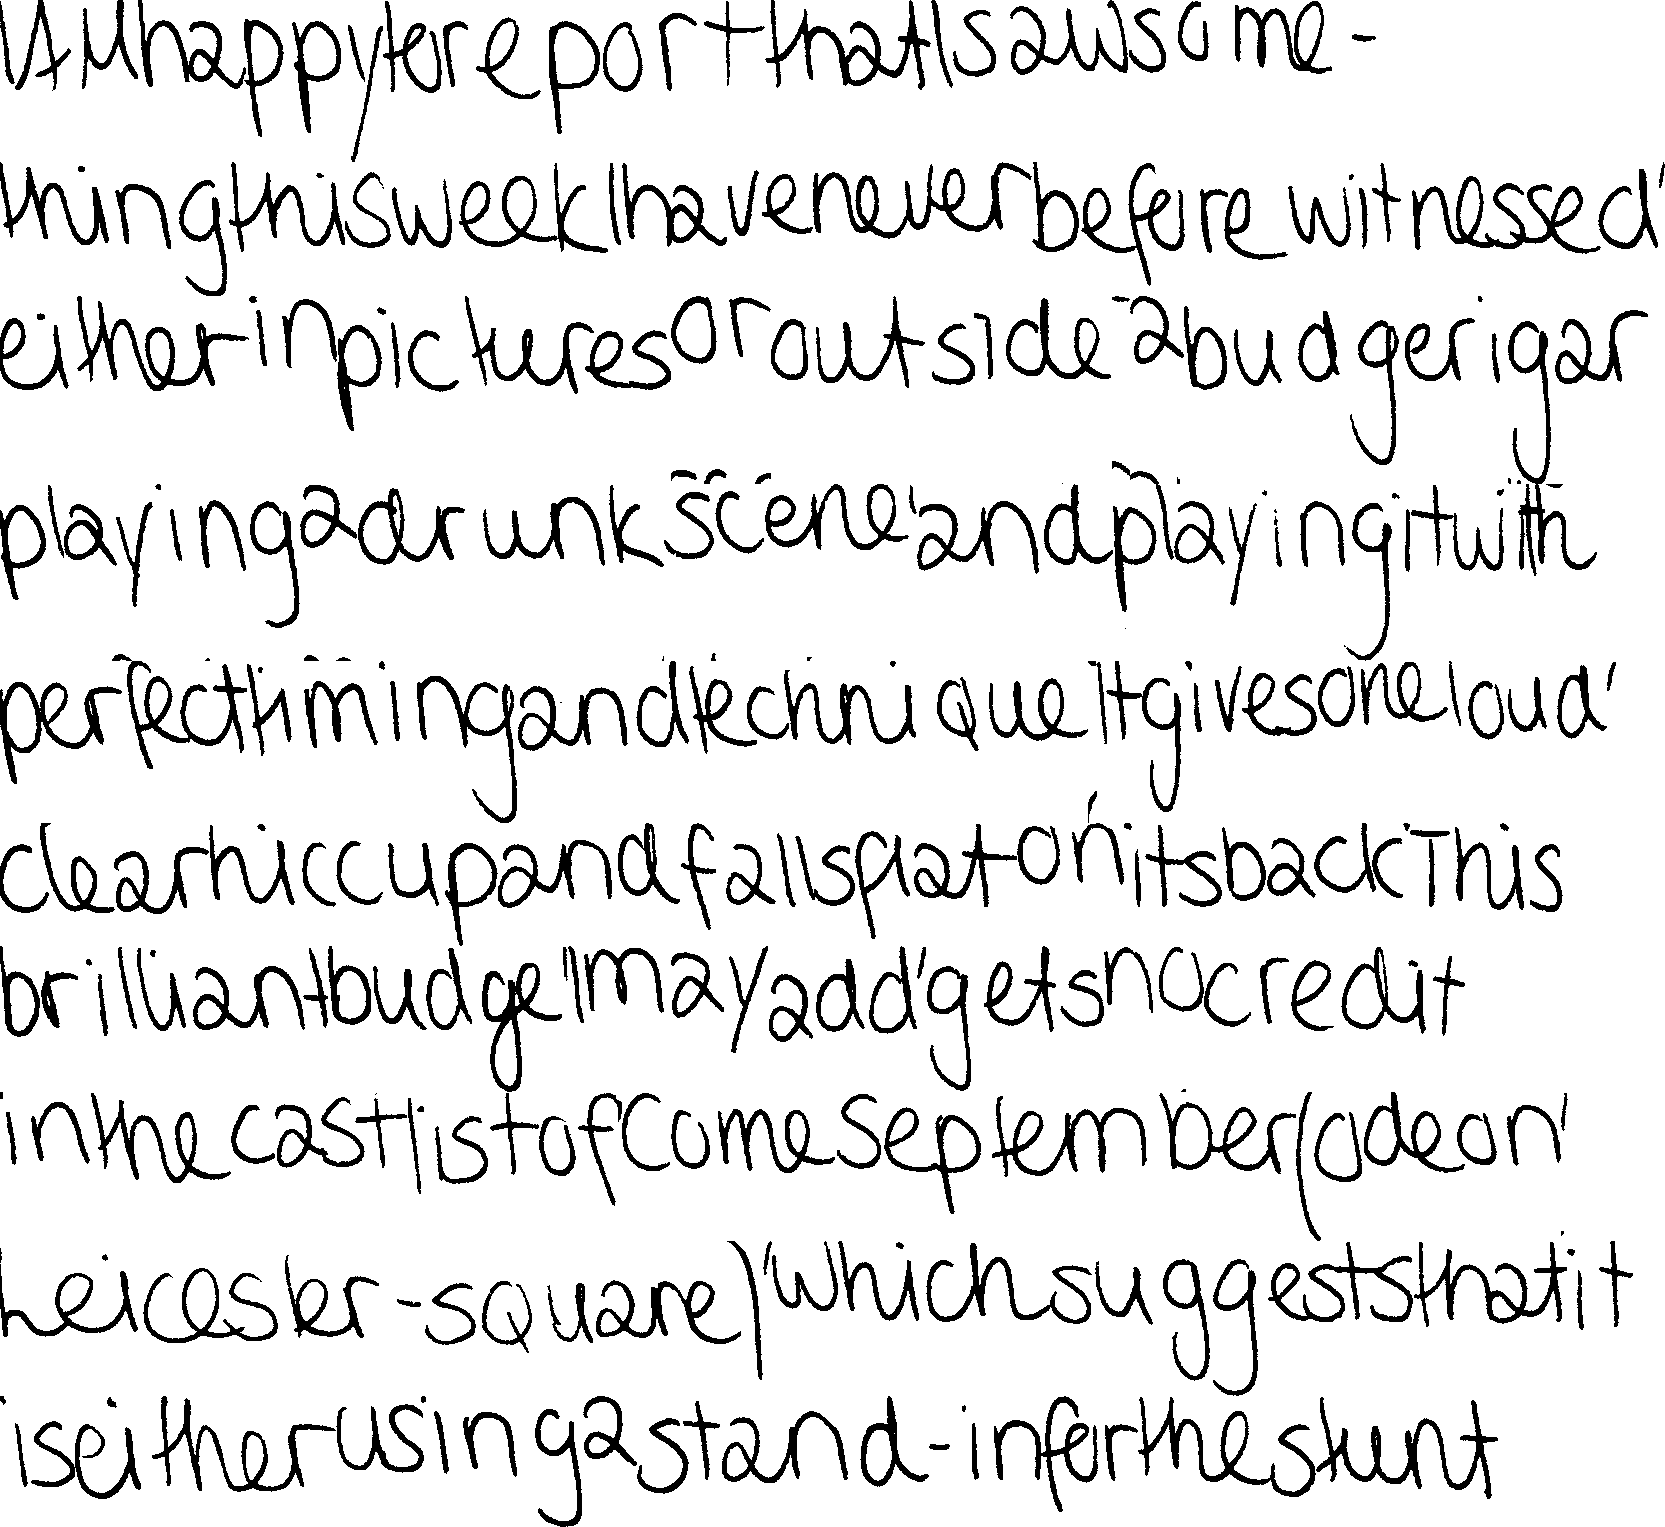 I AM happy to report that I saw some-
thing this week I have never before witnessed'
either in pictures or outside a budgerigar
playing a drunk scene' and playing it with
perfect timing and technique It gives one loud'
clear hiccup and falls flat on' its back This
brilliant budge' I may add' gets no credit
in the cast list of Come September (odeon'
Leicester-square)' which suggests that it
is either using a stand-in for the stunt